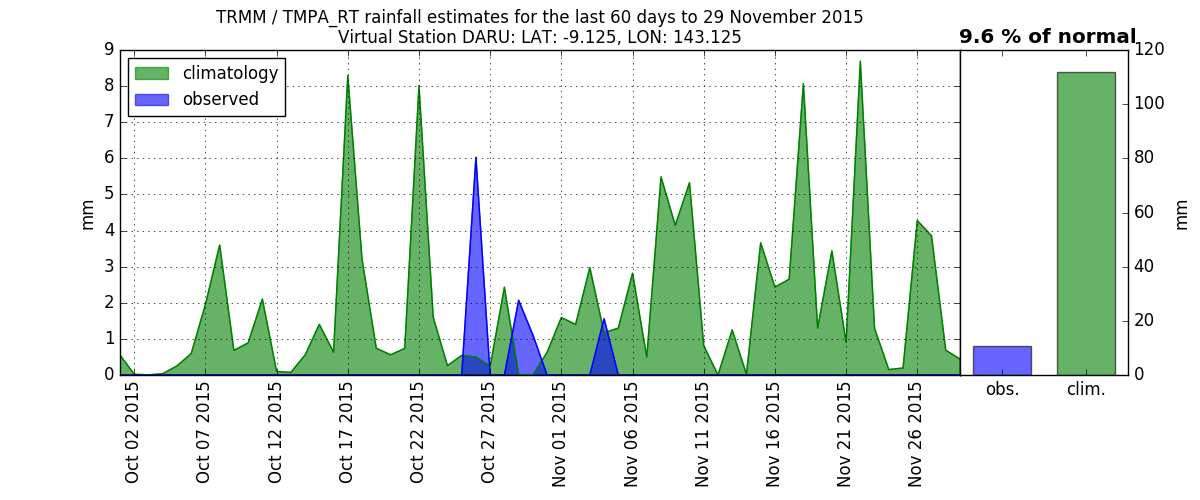 TRMM / TMPA_RT rainfall estimates for the last 60 days to 29 November 2015
Virtual Station DARU: LAT: -9.125, LON: 143.125
9.6 % of normal
climatology
observed
9
8
7
6
5
4
3
2
1
0
mm
Oct 02 2015
Oct 07 2015
Oct 12 2015
Oct 17 2015
Oct 22 2015
Oct 27 2015
Nov 01 2015
Nov 06 2015
Nov 11 2015
Nov 16 2015
Nov 21 2015
Nov 26 2015
120
100
80
60
40
20
0
mm
obs.
clim.